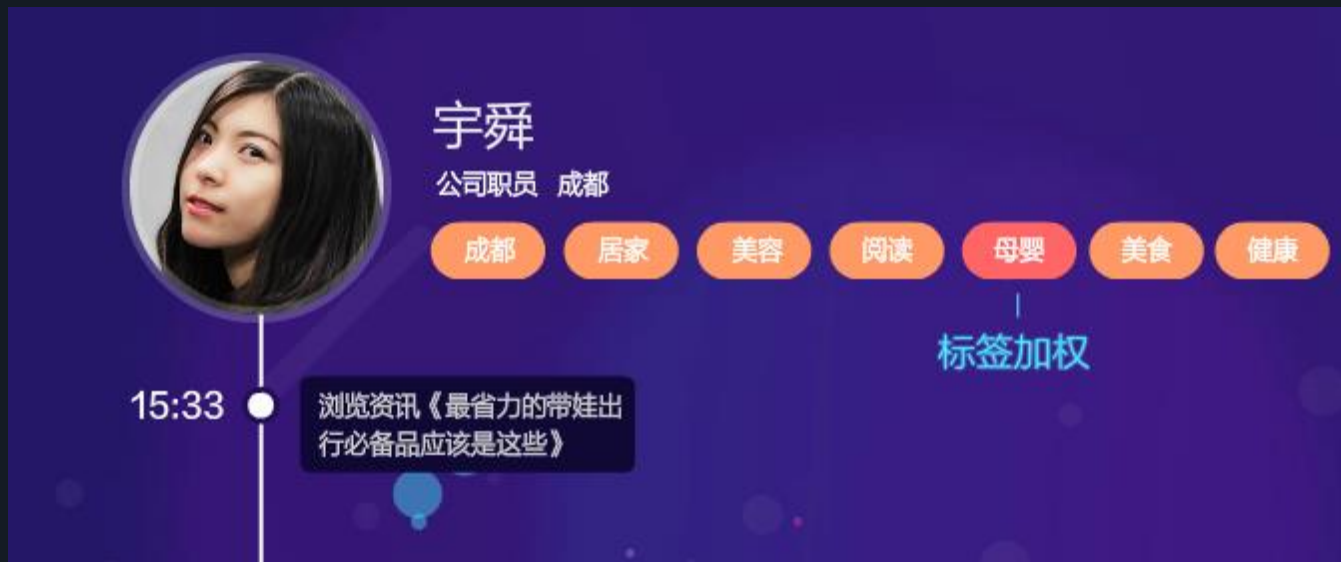 宇舜
公司职员 成都
成都 居家 美容 阅读 母婴 美食 健康
标签加权
15:33
浏览资讯《最省力的带娃出
行必备品应该是这些》